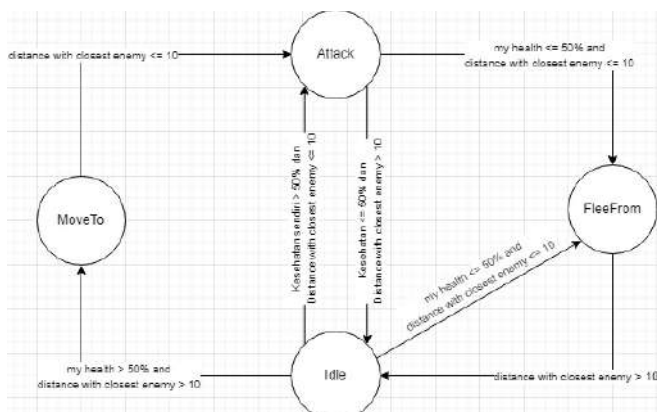 Attack
distance with closest enemy <= 10
my health <= 50% and
distance with closest enemy <= 10
Kesehatan sendiri > 50% dan
Distance with closest enemy <= 10
Kesehatan <= 50% dan
Distance with closest enemy > 10
MoveTo
FleeFrom
my health <= 50% and
distance with closest enemy <= 10
my health > 50% and
distance with closest enemy > 10
Idle
distance with closest enemy > 10